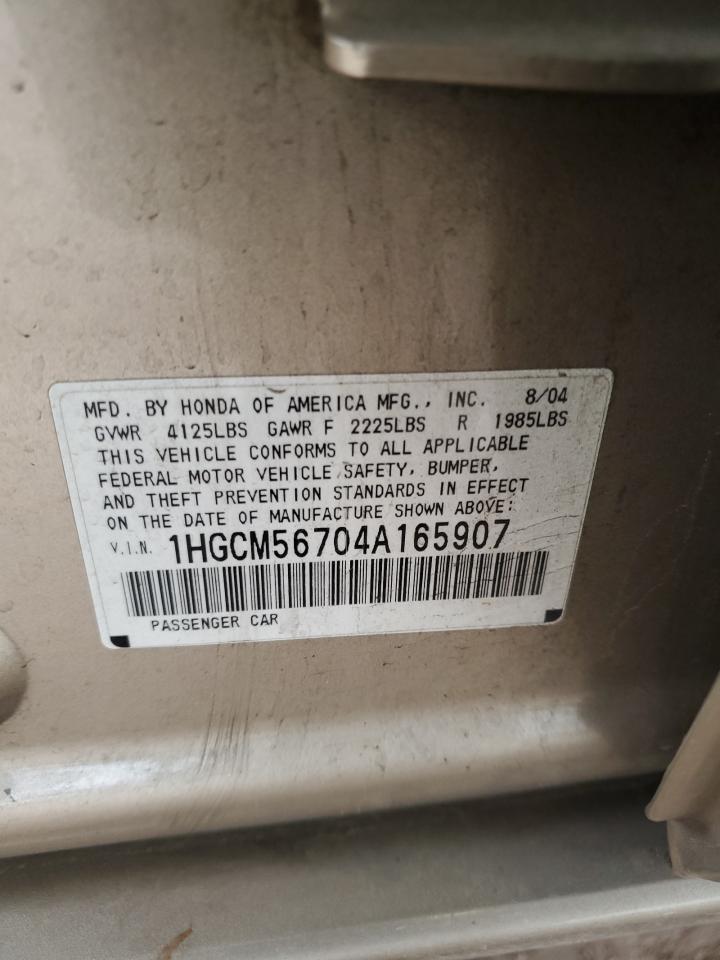 MFD. BY HONDA OF AMERICA MFG., INC. 8/04
GVWR 4125LBS GAWR F 2225LBS R 1985LBS
THIS VEHICLE CONFORMS TO ALL APPLICABLE
FEDERAL MOTOR VEHICLE SAFETY, BUMPER,
AND THEFT PREVENTION STANDARDS IN EFFECT
ON THE DATE OF MANUFACTURE SHOWN ABOVE:
V.I.N. 1HGCM56704A165907
PASSENGER CAR